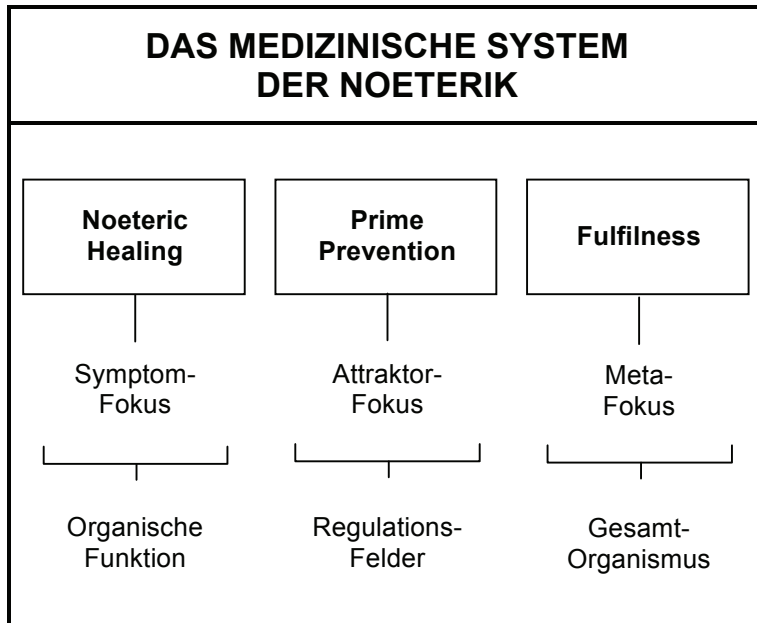 DAS MEDIZINISCHE SYSTEM
DER NOETERIK
Noeteric
Healing
Prime
Prevention
Fulfilness
Symptom-
Fokus
Attraktor-
Fokus
Meta-
Fokus
Organische
Funktion
Regulations-
Felder
Gesamt-
Organismus